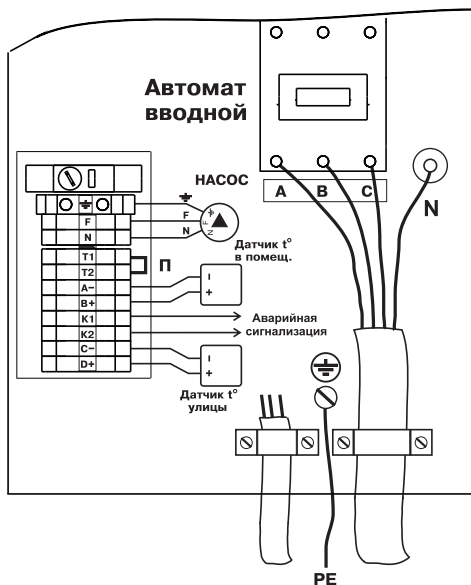 Автомат
вводной
A B C
N
НАСОС
F
N
F
N
N F
Датчик t°
в помещ.
T1
T2
П
A−
B+
K1
K2
C−
D+
−
+
Аварийная
сигнализация
−
+
Датчик t°
улицы
PE